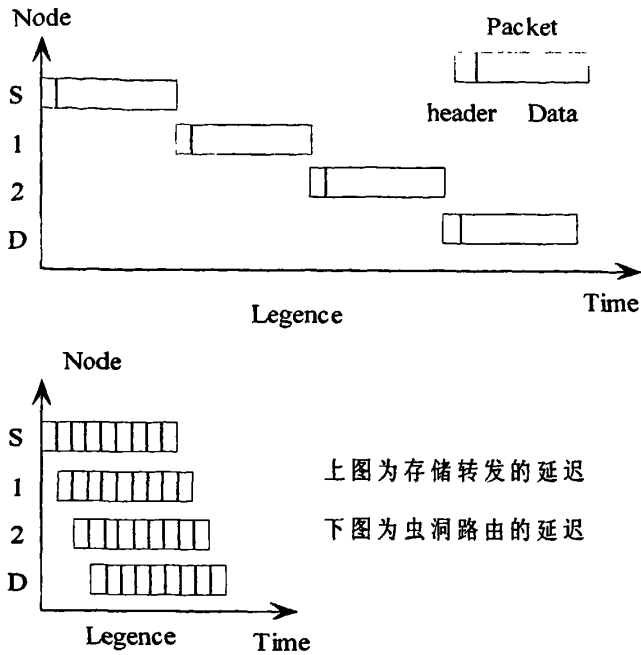 Node
Packet
S
header Data
1
2
D
Time
Legence
Node
S
上图为存储转发的延迟
1
下图为虫洞路由的延迟
2
D
Legence Time